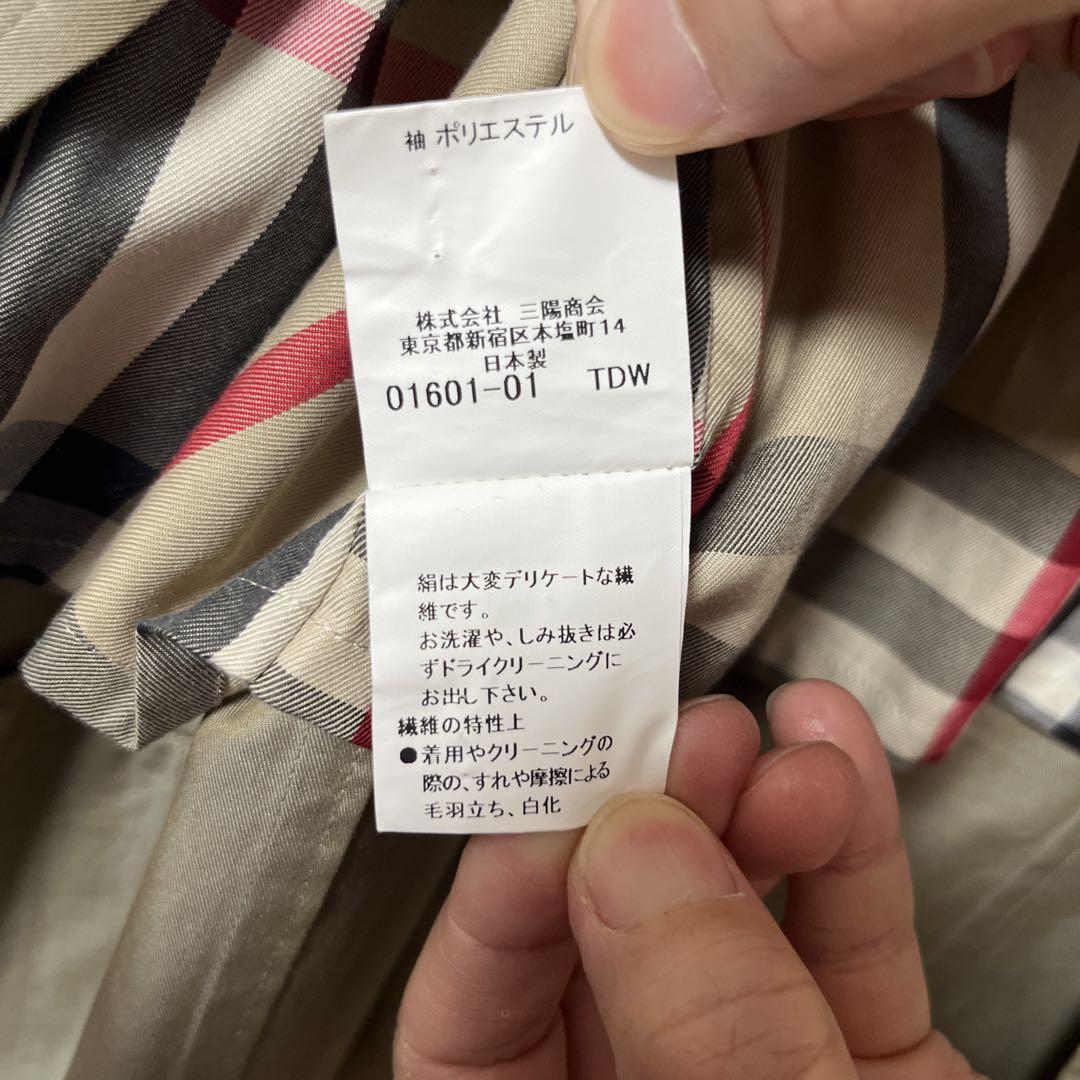 袖 ポリエステル
株式会社 三陽商会
東京都新宿区本塩町14
日本製
01601-01 TDW
絹は大変デリケートな繊
維です。
お洗濯や、しみ抜きは必
ずドライクリーニングに
お出し下さい。
繊維の特性上
●着用やクリーニングの
際の、すれや摩擦による
毛羽立ち、白化